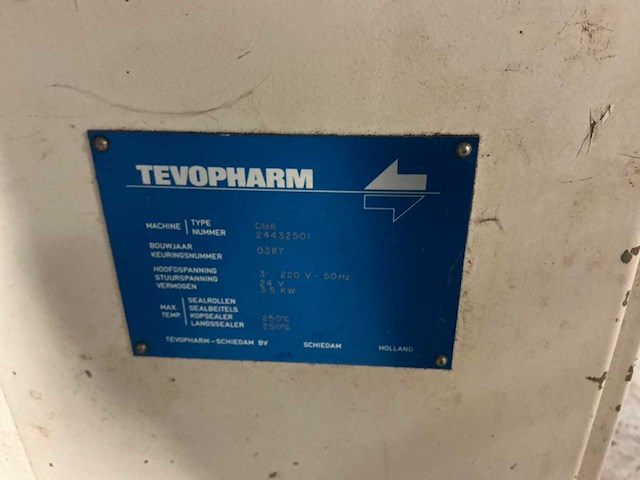 TEVOPHARM
MACHINE TYPE CM6
NUMMER 24432501
BOUWJAAR 0387
KEURINGSNUMMER
HOOFDSPANNING 3 220 V - 50Hz
STUURSPANNING 24 V
VERMOGEN 3.5 KW
MAX. TEMP SEALROLLEN
SEALBEITELS
KOPSEALER 250°C
LANGSSEALER 250°C
TEVOPHARM-SCHIEDAM BV SCHIEDAM HOLLAND